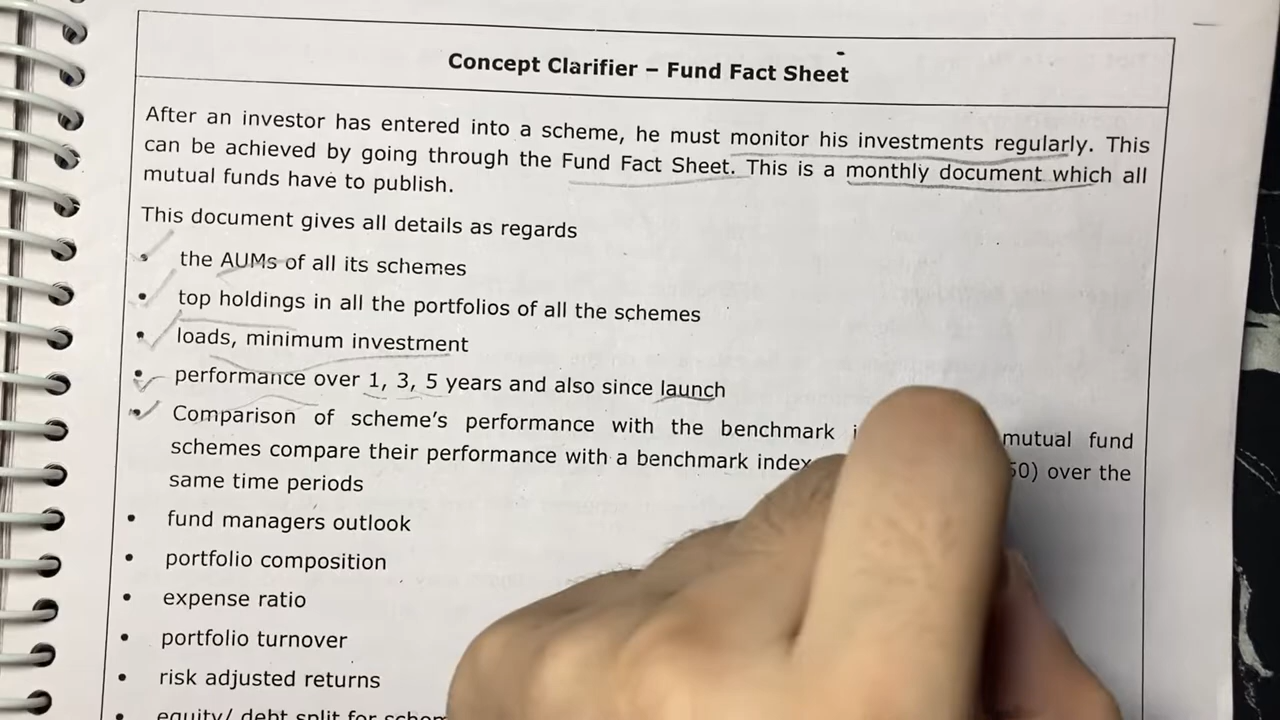 Concept Clarifier – Fund Fact Sheet
After an investor has entered into a scheme, he must monitor his investments regularly. This
can be achieved by going through the Fund Fact Sheet. This is a monthly document which all
mutual funds have to publish.
This document gives all details as regards
• the AUMs of all its schemes
• top holdings in all the portfolios of all the schemes
• loads, minimum investment
• performance over 1, 3, 5 years and also since launch
• Comparison of scheme's performance with the benchmark mutual fund
schemes compare their performance with a benchmark index 50) over the
same time periods
• fund managers outlook
• portfolio composition
• expense ratio
• portfolio turnover
• risk adjusted returns
• equity/ debt split for